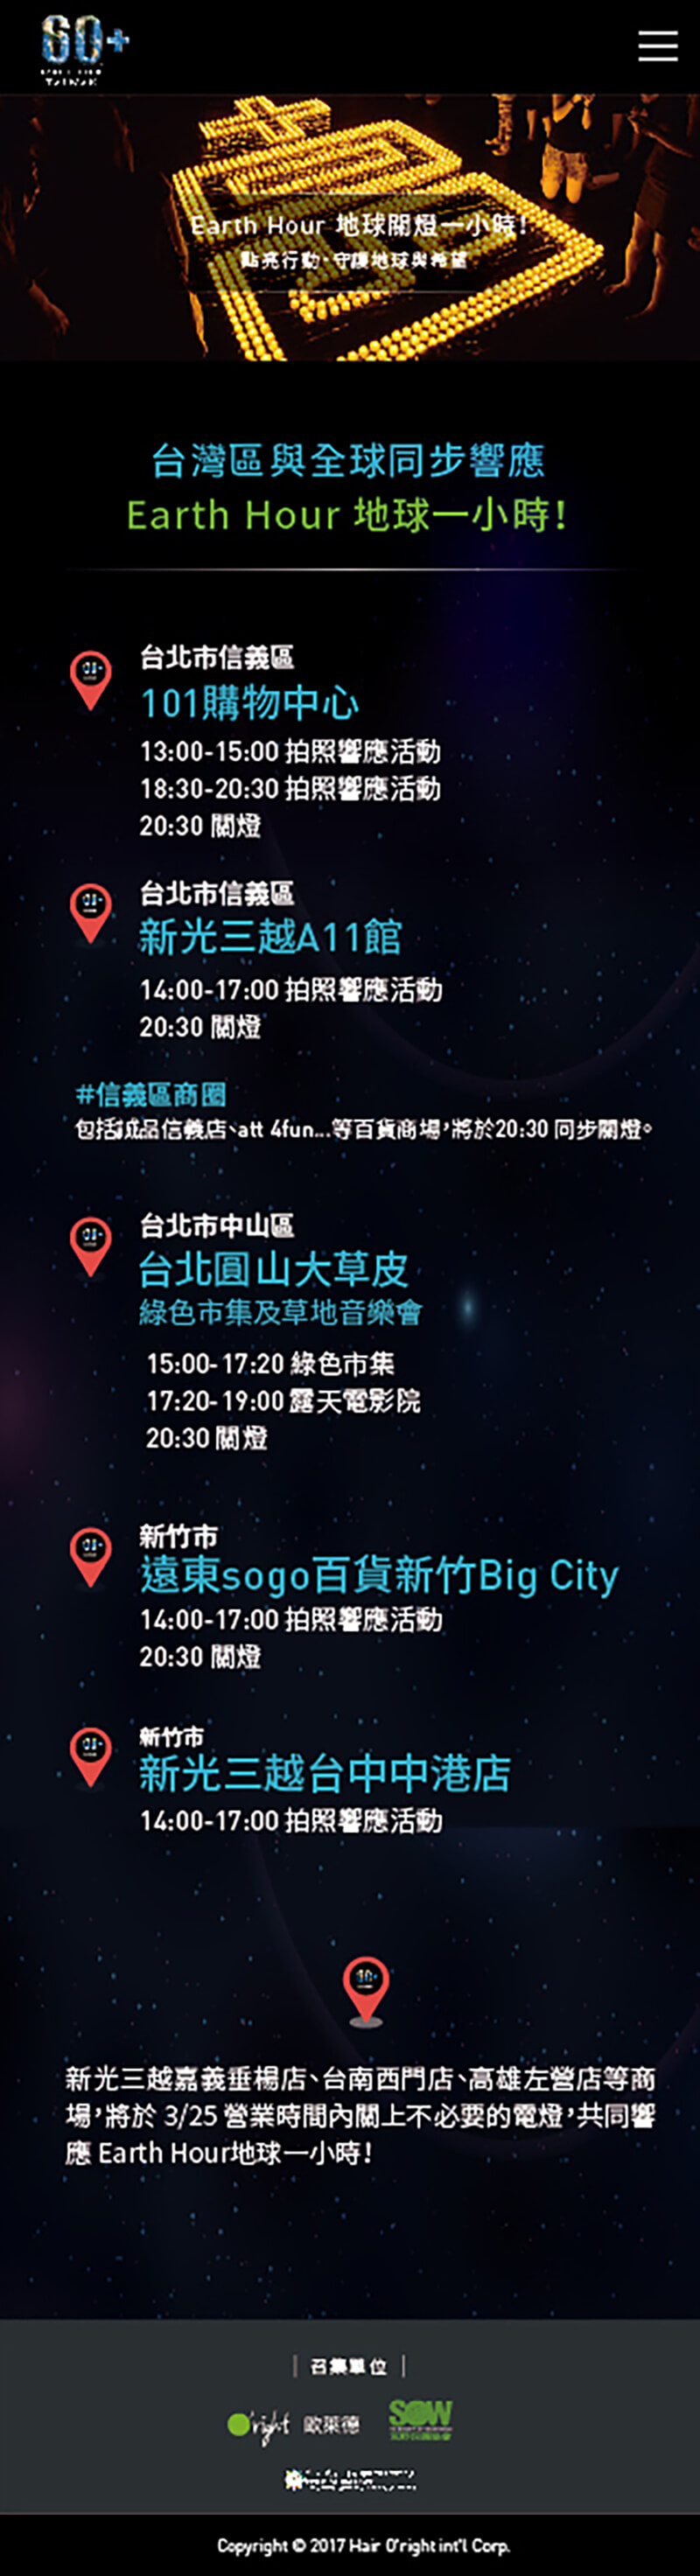 60+
TAIWAN
Earth Hour 地球關燈一小時!
點亮行動·守護地球與希望
台灣區與全球同步響應
Earth Hour 地球一小時!
台北市信義區
101購物中心
13:00-15:00 拍照響應活動
18:30-20:30 拍照響應活動
20:30 關燈
台北市信義區
新光三越A11館
14:00-17:00 拍照響應活動
20:30 關燈
#信義區商圈
包括誠品信義店、att 4fun...等百貨商場,將於20:30 同步關燈。
台北市中山區
台北圓山大草皮
綠色市集及草地音樂會
15:00-17:20 綠色市集
17:20-19:00 露天電影院
20:30 關燈
新竹市
遠東sogo百貨新竹Big City
14:00-17:00 拍照響應活動
20:30 關燈
新竹市
新光三越台中中港店
14:00-17:00 拍照響應活動
新光三越嘉義垂楊店、台南西門店、高雄左營店等商
場,將於 3/25 營業時間內關上不必要的電燈,共同響
應 Earth Hour地球一小時!
召集單位
O'right 歐萊德
SOW
Copyright © 2017 Hair O'right int'l Corp.